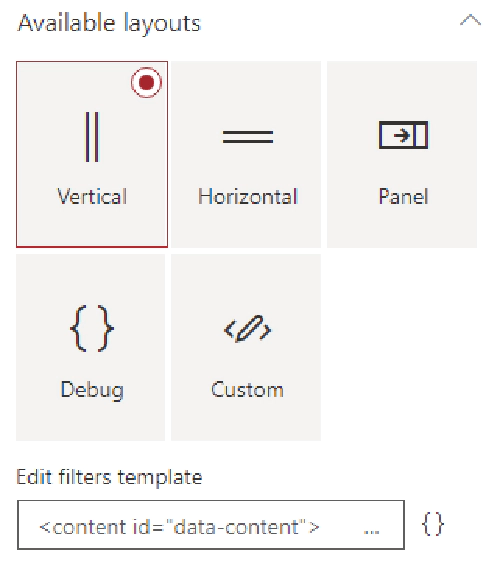 Available layouts
Vertical
Horizontal
Panel
{ }
Debug
Custom
Edit filters template
<content id="data-content"> ... {}